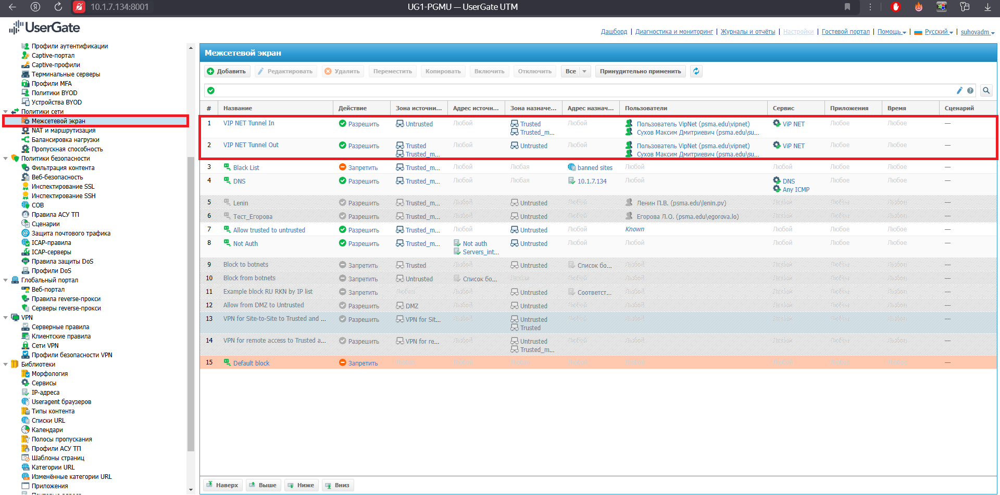 10.1.7.134:8001 UG1-PGMU — UserGate UTM
UserGate
Дашборд | Диагностика и мониторинг | Журналы и отчёты | Настройки | Гостевой портал | Помощь | Русский | suhovadm
Профили аутентификации
Captive-портал
Captive-профили
Терминальные серверы
Профили MFA
Политики BYOD
Устройства BYOD
Политики сети
Межсетевой экран
NAT и маршрутизация
Балансировка нагрузки
Пропускная способность
Политики безопасности
Фильтрация контента
Веб-безопасность
Инспектирование SSL
Инспектирование SSH
СОВ
Правила АСУ ТП
Сценарии
Защита почтового трафика
ICAP-правила
ICAP-серверы
Правила защиты DoS
Профили DoS
Глобальный портал
Веб-портал
Правила reverse-прокси
Серверы reverse-прокси
VPN
Серверные правила
Клиентские правила
Сети VPN
Профили безопасности VPN
Библиотеки
Морфология
Сервисы
IP-адреса
Useragent браузеров
Типы контента
Списки URL
Календари
Полосы пропускания
Профили АСУ ТП
Шаблоны страниц
Категории URL
Изменённые категории URL
Приложения
Межсетевой экран
Добавить Редактировать Удалить Переместить Копировать Включить Отключить Все Принудительно применить
# Название Действие Зона источни... Адрес источн... Зона назначе... Адрес назнач... Пользователи Сервис Приложения Время Сценарий
1 VIP NET Tunnel In Разрешить Untrusted Любой Trusted Любой Пользователь VipNet (psma.edu\vipnet) ViP NET Любое Любое —
Trusted_m... Сухов Максим Дмитриевич (psma.edu\su...
2 VIP NET Tunnel Out Разрешить Trusted Любой Untrusted Любой Пользователь VipNet (psma.edu\vipnet) ViP NET Любое Любое —
Trusted_m... Сухов Максим Дмитриевич (psma.edu\su...
3 Black List Запретить Trusted_m... Любой Любая banned sites Любой Любой Любое Любое —
4 DNS Разрешить Trusted_m... Любой Любая 10.1.7.134 Любой DNS Любое Любое —
Any ICMP
5 Lenin Разрешить Trusted_m... Любой Untrusted Любой Ленин П.В. (psma.edu\lenin.pv) Любой Любое Любое —
6 Тест_Егорова Разрешить Trusted_m... Любой Untrusted Любой Егорова Л.О. (psma.edu\egorova.lo) Любой Любое Любое —
7 Allow trusted to untrusted Разрешить Trusted_m... Любой Untrusted Любой Known Любой Любое Любое —
8 Not Auth Разрешить Trusted_m... Not auth Untrusted Любой Любой Любой Любое Любое —
Servers_int...
9 Block to botnets Запретить Trusted Любой Untrusted Список бо... Любой Любой Любое Любое —
10 Block from botnets Запретить Untrusted Список бо... Любая Любой Любой Любой Любое Любое —
11 Example block RU RKN by IP list Запретить Любая Любой Untrusted Соответст... Любой Любой Любое Любое —
12 Allow from DMZ to Untrusted Разрешить DMZ Любой Untrusted Любой Любой Любой Любое Любое —
13 VPN for Site-to-Site to Trusted and ... Разрешить VPN for Sit... Любой Untrusted Любой Любой Любой Любое Любое —
Trusted
14 VPN for remote access to Trusted a... Разрешить VPN for re... Любой Untrusted Любой Любой Любой Любое Любое —
Trusted_m...
15 Default block Запретить Любая Любой Любая Любой Любой Любой Любое Любое —
Наверх Выше Ниже Вниз